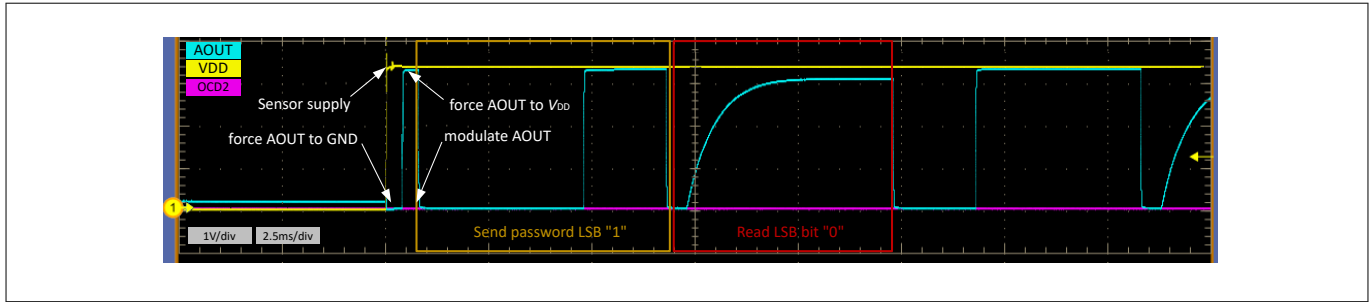 AOUT
VDD
OCD2
Sensor supply
force AOUT to VDD
force AOUT to GND
modulate AOUT
1
1V/div
2.5ms/div
Send password LSB "1"
Read LSB bit "0"